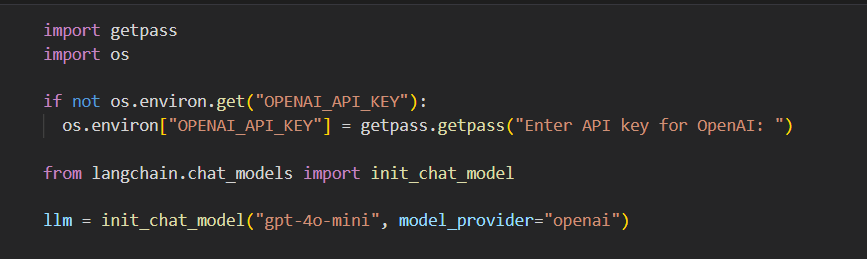 import getpass
import os
if not os.environ.get("OPENAI_API_KEY"):
  os.environ["OPENAI_API_KEY"] = getpass.getpass("Enter API key for OpenAI: ")
from langchain.chat_models import init_chat_model
llm = init_chat_model("gpt-4o-mini", model_provider="openai")